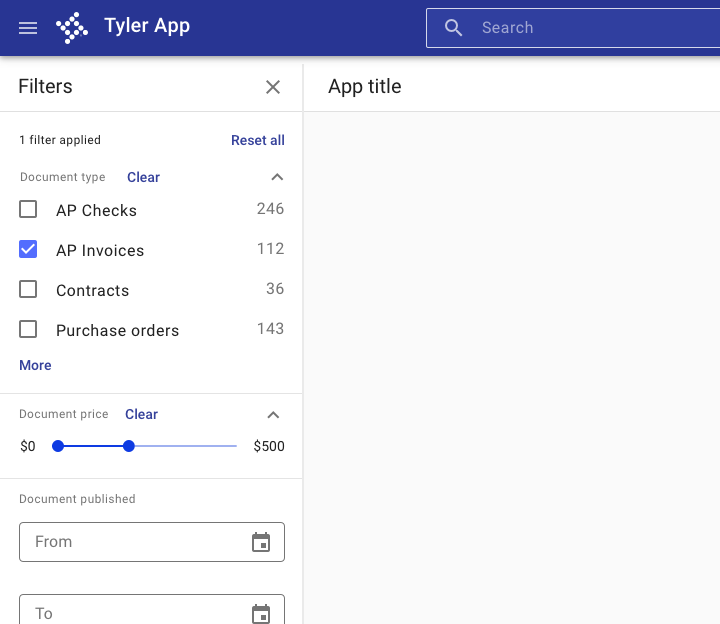 Tyler App
Search
Filters
App title
1 filter applied
Reset all
Document type
Clear
AP Checks
246
AP Invoices
112
Contracts
36
Purchase orders
143
More
Document price
Clear
$0
$500
Document published
From
To